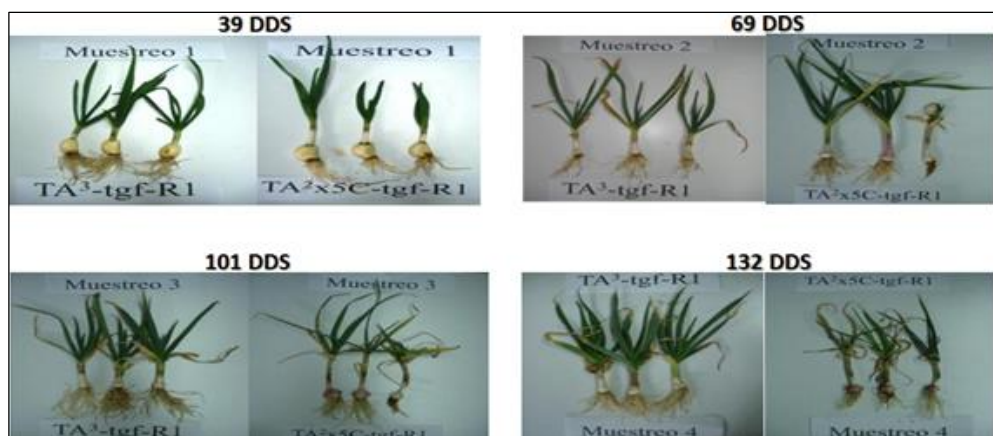 39 DDS
69 DDS
Muestreo 1
Muestreo 1
Muestreo 2
Muestreo 2
TA³-tgf-R1
TA²x5C-tgf-R1
TA³-tgf-R1
TA²x5C-tgf-R1
101 DDS
132 DDS
Muestreo 3
Muestreo 3
TA³-tgf-R1
TA²x5C-tgf-R1
TA³-tgf-R1
TA²x5C-tgf-R1
Muestreo 4
Muestreo 4